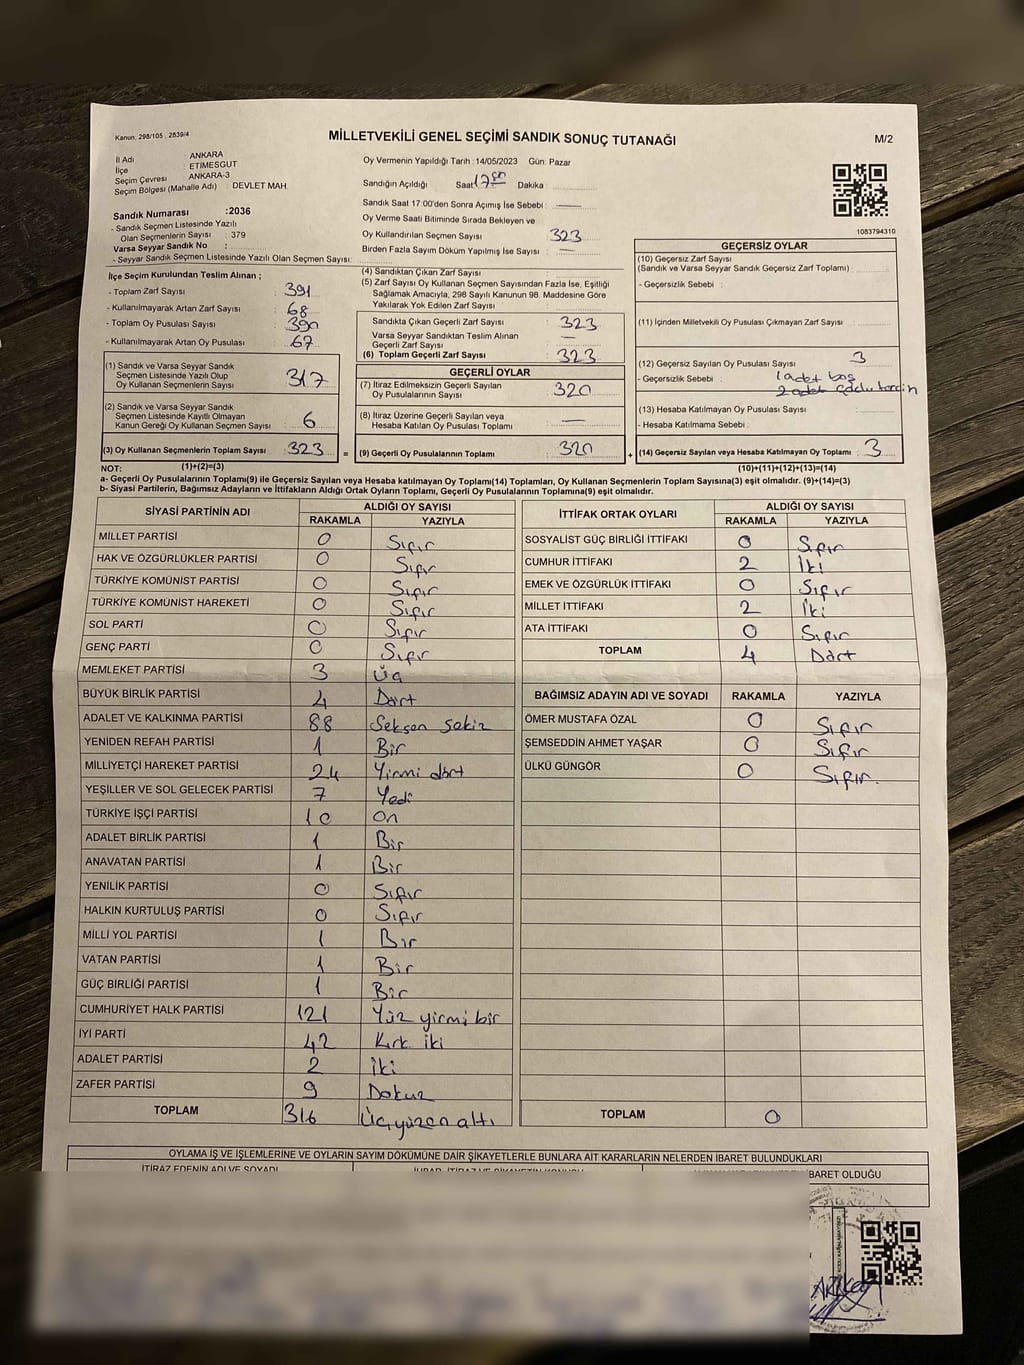 Kanun. 298/105 , 2839/4
MİLLETVEKİLİ GENEL SEÇİMİ SANDIK SONUÇ TUTANAĞI
M/2
İl Adı : ANKARA
İlçe : ETİMESGUT
Seçim Çevresi : ANKARA-3
Seçim Bölgesi (Mahalle Adı) : DEVLET MAH.
Sandık Numarası :2036
- Sandık Seçmen Listesinde Yazılı
Olan Seçmenlerin Sayısı : 379
Varsa Seyyar Sandık No :
- Seyyar Sandık Seçmen Listesinde Yazılı Olan Seçmen Sayısı:
Oy Vermenin Yapıldığı Tarih : 14/05/2023 Gün: Pazar
Sandığın Açıldığı Saat: 17 00 Dakika :
Sandık Saat 17:00'den Sonra Açımış İse Sebebi : —
Oy Verme Saati Bitiminde Sırada Bekleyen ve
Oy Kullandırılan Seçmen Sayısı : 323
Birden Fazla Sayım Döküm Yapılmış İse Sayısı : —
1083794310
İlçe Seçim Kurulundan Teslim Alınan ;
- Toplam Zarf Sayısı : 391
- Kullanılmayarak Artan Zarf Sayısı : 68
- Toplam Oy Pusulası Sayısı : 390
- Kullanılmayarak Artan Oy Pusulası : 67
(1) Sandık ve Varsa Seyyar Sandık
Seçmen Listesinde Yazılı Olup
Oy Kullanan Seçmenlerin Sayısı : 317
(2) Sandık ve Varsa Seyyar Sandık
Seçmen Listesinde Kayıtlı Olmayan
Kanun Gereği Oy Kullanan Seçmen Sayısı : 6
(3) Oy Kullanan Seçmenlerin Toplam Sayısı : 323
(4) Sandıktan Çıkan Zarf Sayısı :
(5) Zarf Sayısı Oy Kullanan Seçmen Sayısından Fazla İse, Eşitliği
Sağlamak Amacıyla, 298 Sayılı Kanunun 98. Maddesine Göre
Yakılarak Yok Edilen Zarf Sayısı :
Sandıkta Çıkan Geçerli Zarf Sayısı : 323
Varsa Seyyar Sandıktan Teslim Alınan
Geçerli Zarf Sayısı : —
(6) Toplam Geçerli Zarf Sayısı : 323
GEÇERLİ OYLAR
(7) İtiraz Edilmeksizin Geçerli Sayılan
Oy Pusulalarının Sayısı : 320
(8) İtiraz Üzerine Geçerli Sayılan veya
Hesaba Katılan Oy Pusulası Toplamı : —
= (9) Geçerli Oy Pusulalarının Toplamı : 320 +
GEÇERSİZ OYLAR
(10) Geçersiz Zarf Sayısı
(Sandık ve Varsa Seyyar Sandık Geçersiz Zarf Toplamı) :
- Geçersizlik Sebebi :
(11) İçinden Milletvekili Oy Pusulası Çıkmayan Zarf Sayısı :
(12) Geçersiz Sayılan Oy Pusulası Sayısı : 3
- Geçersizlik Sebebi : 1 adet boş
2 adet
(13) Hesaba Katılmayan Oy Pusulası Sayısı :
- Hesaba Katılmama Sebebi :
(14) Geçersiz Sayılan veya Hesaba Katılmayan Oy Toplamı : 3
NOT: (1)+(2)=(3) (10)+(11)+(12)+(13)=(14)
a- Geçerli Oy Pusulalarının Toplamı(9) ile Geçersiz Sayılan veya Hesaba Katılmayan Oy Toplamı(14) Toplamları, Oy Kullanan Seçmenlerin Toplam Sayısına(3) eşit olmalıdır. (9)+(14)=(3)
b- Siyasi Partilerin, Bağımsız Adayların ve İttifakların Aldığı Ortak Oyların Toplamı, Geçerli Oy Pusulalarının Toplamına(9) eşit olmalıdır.
SİYASİ PARTİNİN ADI ALDIĞI OY SAYISI
RAKAMLA YAZIYLA
MİLLET PARTİSİ 0 Sıfır
HAK VE ÖZGÜRLÜKLER PARTİSİ 0 Sıfır
TÜRKİYE KOMÜNİST PARTİSİ 0 Sıfır
TÜRKİYE KOMÜNİST HAREKETİ 0 Sıfır
SOL PARTİ 0 Sıfır
GENÇ PARTİ 0 Sıfır
MEMLEKET PARTİSİ 3 Üç
BÜYÜK BİRLİK PARTİSİ 4 Dört
ADALET VE KALKINMA PARTİSİ 88 Seksen sekiz
YENİDEN REFAH PARTİSİ 1 Bir
MİLLİYETÇİ HAREKET PARTİSİ 24 Yirmi dört
YEŞİLLER VE SOL GELECEK PARTİSİ 7 Yedi
TÜRKİYE İŞÇİ PARTİSİ 10 On
ADALET BİRLİK PARTİSİ 1 Bir
ANAVATAN PARTİSİ 1 Bir
YENİLİK PARTİSİ 0 Sıfır
HALKIN KURTULUŞ PARTİSİ 0 Sıfır
MİLLİ YOL PARTİSİ 1 Bir
VATAN PARTİSİ 1 Bir
GÜÇ BİRLİĞİ PARTİSİ 1 Bir
CUMHURİYET HALK PARTİSİ 121 Yüz yirmi bir
İYİ PARTİ 42 Kırk iki
ADALET PARTİSİ 2 İki
ZAFER PARTİSİ 9 Dokuz
TOPLAM 316 Üçyüzon altı
İTTİFAK ORTAK OYLARI ALDIĞI OY SAYISI
RAKAMLA YAZIYLA
SOSYALİST GÜÇ BİRLİĞİ İTTİFAKI 0 Sıfır
CUMHUR İTTİFAKI 2 İki
EMEK VE ÖZGÜRLÜK İTTİFAKI 0 Sıfır
MİLLET İTTİFAKI 2 İki
ATA İTTİFAKI 0 Sıfır
TOPLAM 4 Dört
BAĞIMSIZ ADAYIN ADI VE SOYADI RAKAMLA YAZIYLA
ÖMER MUSTAFA ÖZAL 0 Sıfır
ŞEMSEDDİN AHMET YAŞAR 0 Sıfır
ÜLKÜ GÜNGÖR 0 Sıfır
TOPLAM 0
OYLAMA İŞ VE İŞLEMLERİNE VE OYLARIN SAYIM DÖKÜMÜNE DAİR ŞİKAYETLERLE BUNLARA AİT KARARLARIN NELERDEN İBARET BULUNDUKLARI
İTİRAZ EDENİN ADI VE SOYADI
İBARET OLDUĞU